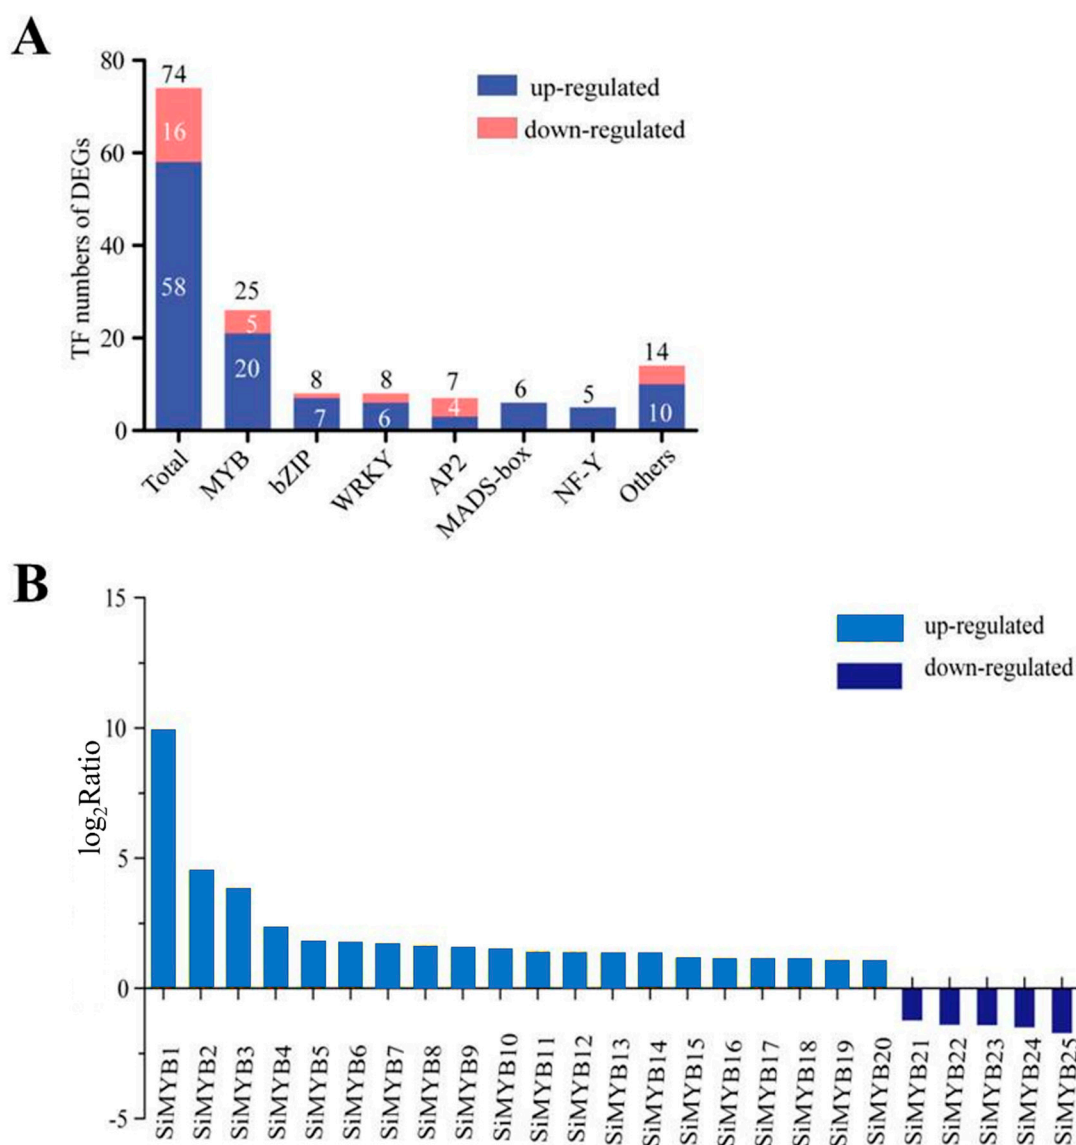 A
80
60
40
20
0
TF numbers of DEGs
up-regulated
down-regulated
74
16
58
25
5
20
8
7
8
6
7
4
6
5
14
10
Total
MYB
bZIP
WRKY
AP2
MADS-box
NF-Y
Others
B
15
10
5
0
-5
log₂Ratio
up-regulated
down-regulated
SiMYB1
SiMYB2
SiMYB3
SiMYB4
SiMYB5
SiMYB6
SiMYB7
SiMYB8
SiMYB9
SiMYB10
SiMYB11
SiMYB12
SiMYB13
SiMYB14
SiMYB15
SiMYB16
SiMYB17
SiMYB18
SiMYB19
SiMYB20
SiMYB21
SiMYB22
SiMYB23
SiMYB24
SiMYB25